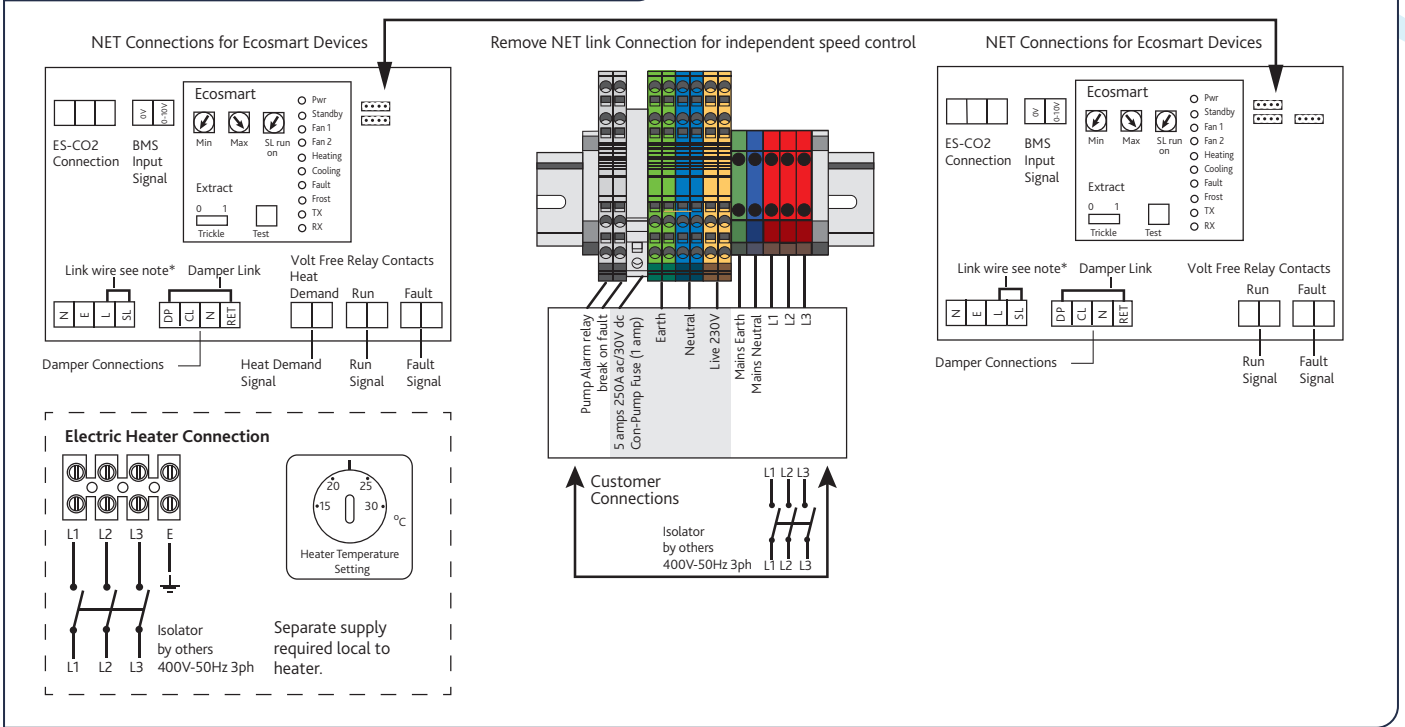 NET Connections for Ecosmart Devices
Remove NET link Connection for independent speed control
NET Connections for Ecosmart Devices
ES-CO2
Connection
0V
0-10V
BMS
Input
Signal
Ecosmart
Min
Max
SL run
on
Extract
0 1
Trickle
Test
Pwr
Standby
Fan 1
Fan 2
Heating
Cooling
Fault
Frost
TX
RX
Link wire see note*
Damper Link
Volt Free Relay Contacts
Heat
Demand
Run
Fault
N E L SL
DP CL N RET
Damper Connections
Heat Demand
Signal
Run
Signal
Fault
Signal
Pump Alarm relay
break on fault
5 amps 250A ac/30V dc
Con-Pump Fuse (1 amp)
Earth
Neutral
Live 230V
Mains Earth
Mains Neutral
L1
L2
L3
Customer
Connections
L1 L2 L3
Isolator
by others
400V-50Hz 3ph
L1 L2 L3
ES-CO2
Connection
0V
0-10V
BMS
Input
Signal
Ecosmart
Min
Max
SL run
on
Extract
0 1
Trickle
Test
Pwr
Standby
Fan 1
Fan 2
Heating
Cooling
Fault
Frost
TX
RX
Link wire see note*
Damper Link
Volt Free Relay Contacts
Run
Fault
N E L SL
DP CL N RET
Damper Connections
Run
Signal
Fault
Signal
Electric Heater Connection
L1 L2 L3 E
Isolator
by others
400V-50Hz 3ph
L1 L2 L3
20 25
15 30
°C
Heater Temperature
Setting
Separate supply
required local to
heater.